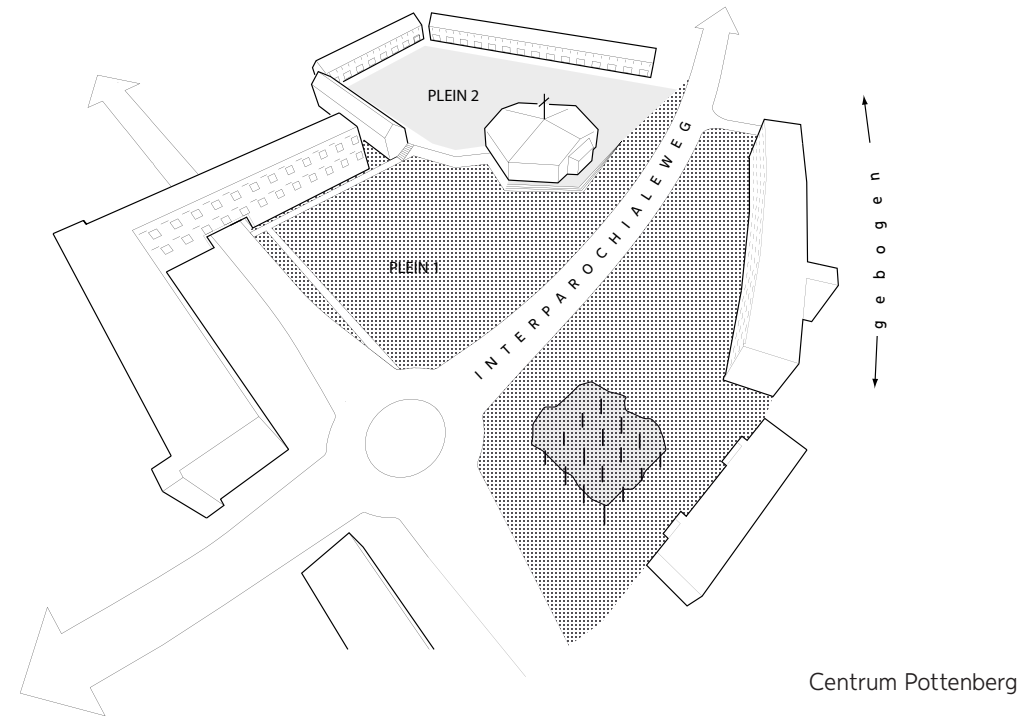 PLEIN 2
INTERPAROCHIALEWEG
gebogen
PLEIN 1
Centrum Pottenberg